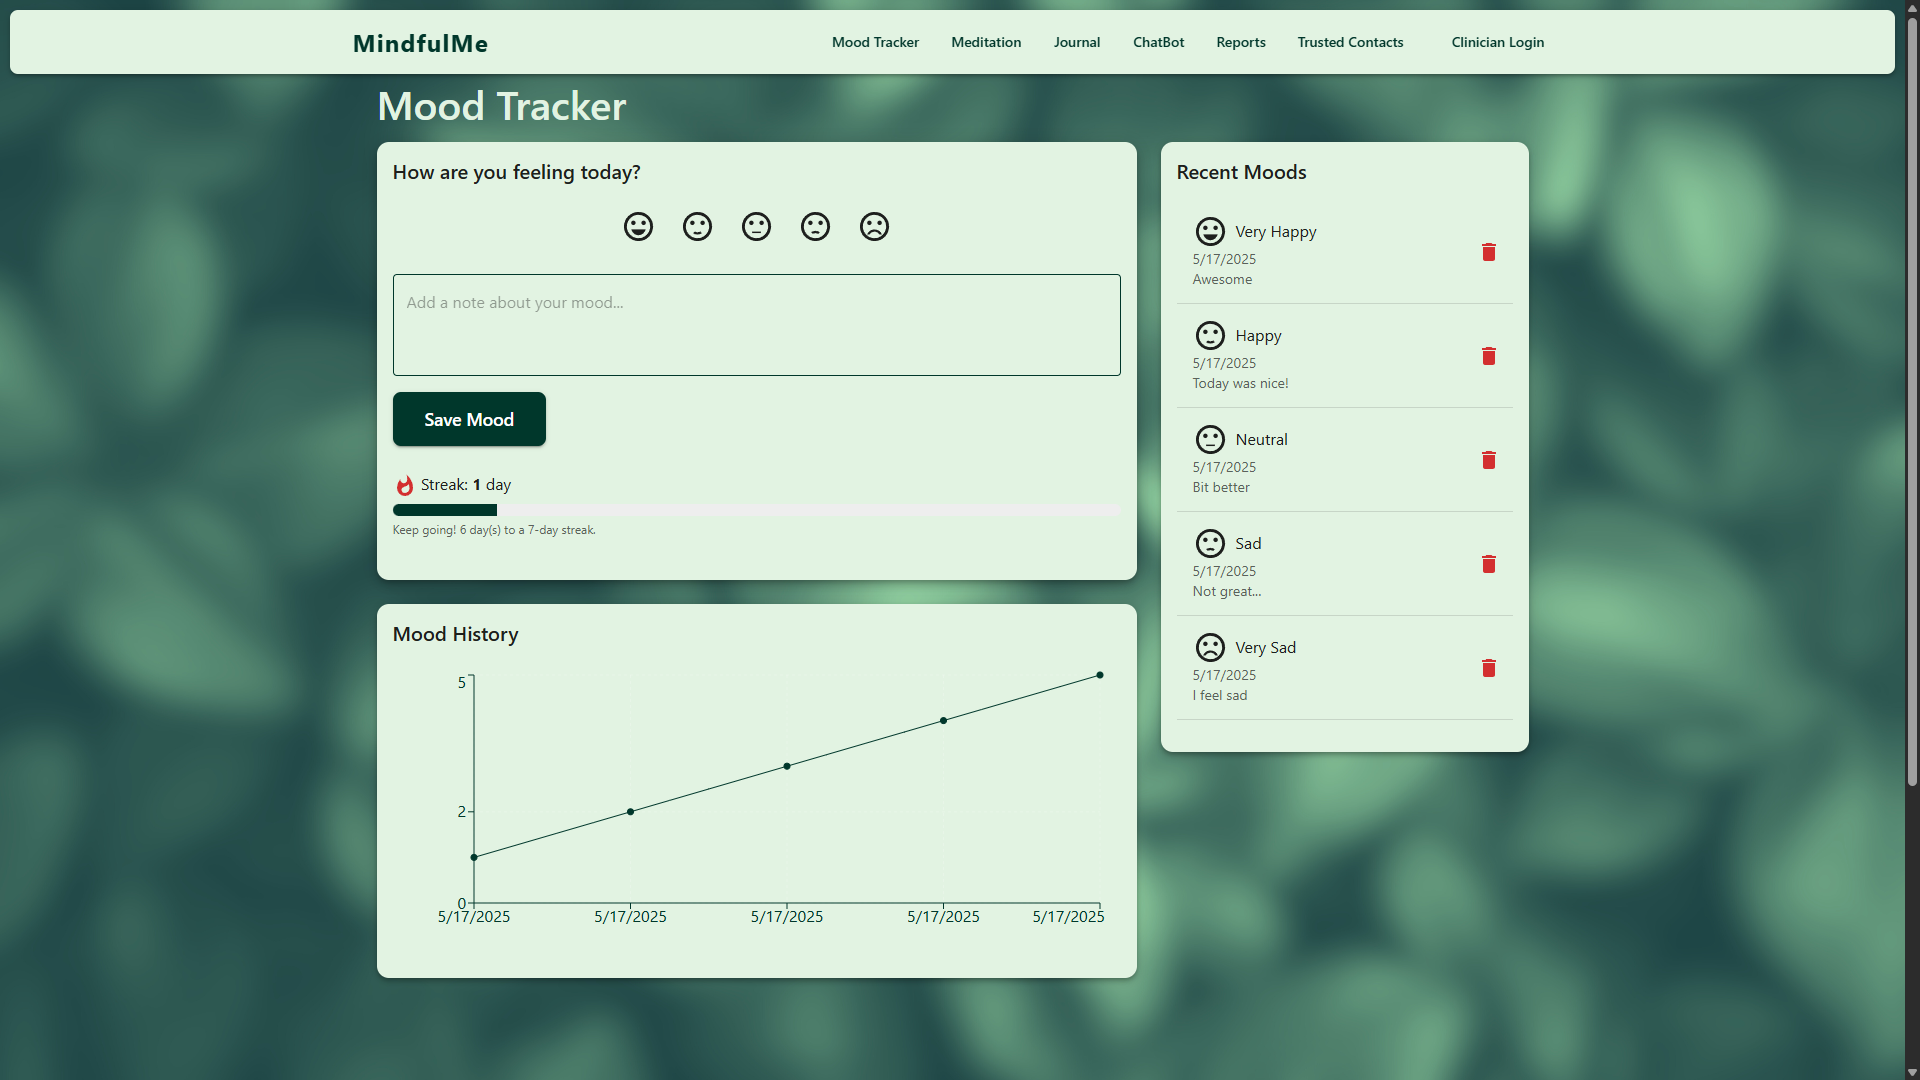 MindfulMe
Mood Tracker
Meditation
Journal
ChatBot
Reports
Trusted Contacts
Clinician Login
Mood Tracker
How are you feeling today?
Add a note about your mood...
Save Mood
Streak: 1 day
Keep going! 6 day(s) to a 7-day streak.
Mood History
5
2
0
5/17/2025
5/17/2025
5/17/2025
5/17/2025
5/17/2025
Recent Moods
Very Happy
5/17/2025
Awesome
Happy
5/17/2025
Today was nice!
Neutral
5/17/2025
Bit better
Sad
5/17/2025
Not great...
Very Sad
5/17/2025
I feel sad